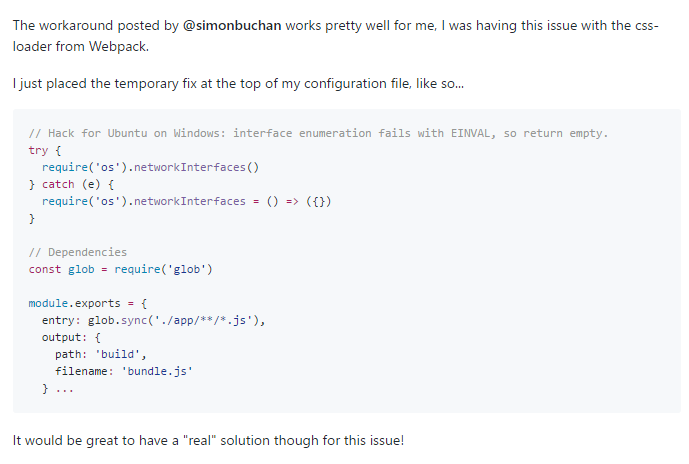 The workaround posted by @simonbuchan works pretty well for me, I was having this issue with the css-
loader from Webpack.
I just placed the temporary fix at the top of my configuration file, like so...
// Hack for Ubuntu on Windows: interface enumeration fails with EINVAL, so return empty.
try {
  require('os').networkInterfaces()
} catch (e) {
  require('os').networkInterfaces = () => ({})
}
// Dependencies
const glob = require('glob')
module.exports = {
  entry: glob.sync('./app/**/*.js'),
  output: {
    path: 'build',
    filename: 'bundle.js'
  } ...
It would be great to have a "real" solution though for this issue!